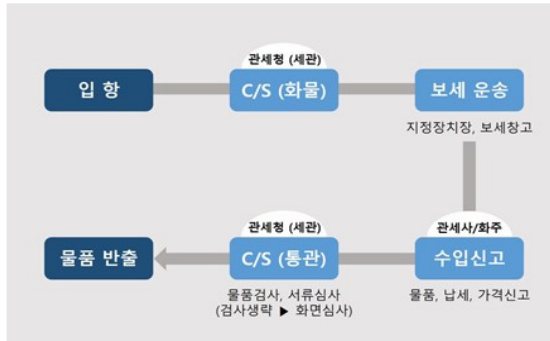 관세청 (세관)
입 항
C/S (화물)
보세 운송
지정장치장, 보세창고
관세청 (세관)
관세사/화주
물품 반출
C/S (통관)
수입신고
물품검사, 서류심사
(검사생략 ▶ 화면심사)
물품, 납세, 가격신고